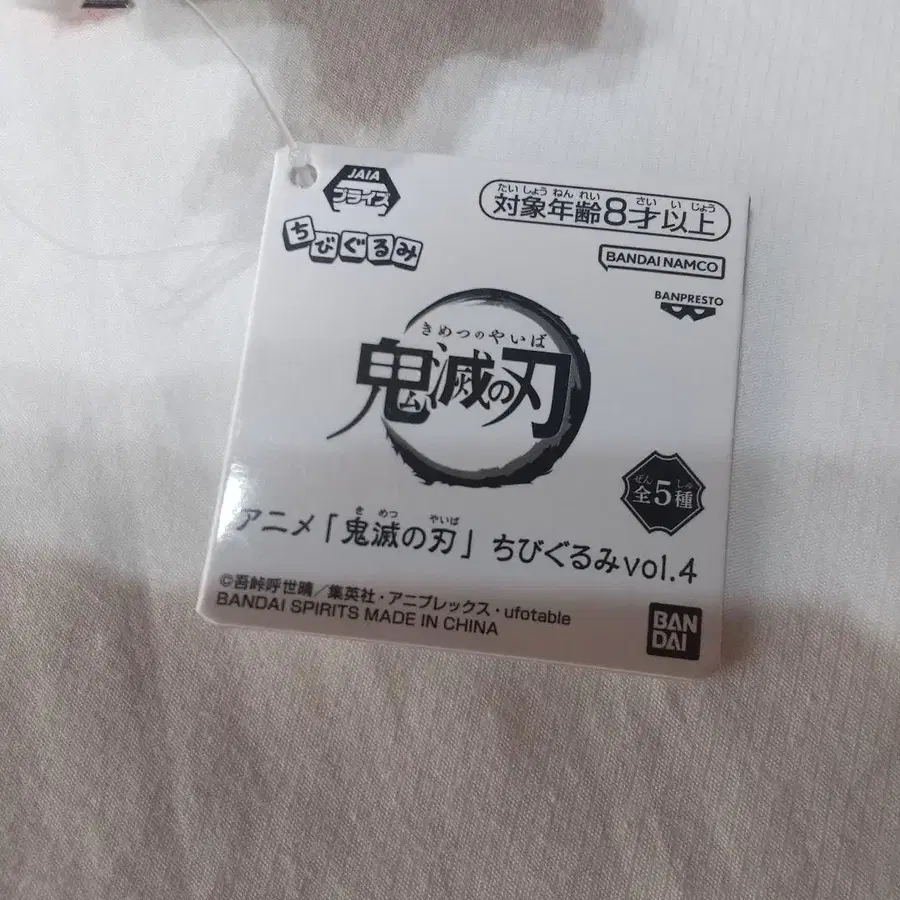 JAIA
プライズ
ちびぐるみ
たいしょうねんれい さい いじょう
対象年齢8才以上
BANDAI NAMCO
BANPRESTO
きめつのやいば
鬼滅の刃
ぜん しゅ
全5種
き めつ やいば
アニメ「鬼滅の刃」ちびぐるみvol.4
©吾峠呼世晴/集英社・アニプレックス・ufotable
BANDAI SPIRITS MADE IN CHINA
BAN
DAI